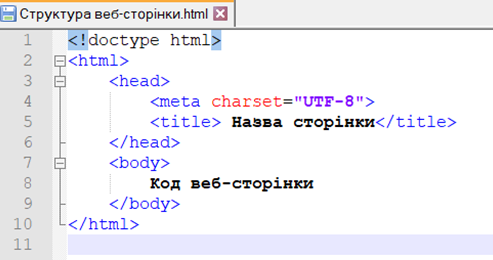 Структура веб-сторінки.html
1 <!doctype html>
2 <html>
3 <head>
4 <meta charset="UTF-8">
5 <title> Назва сторінки</title>
6 </head>
7 <body>
8 Код веб-сторінки
9 </body>
10 </html>
11